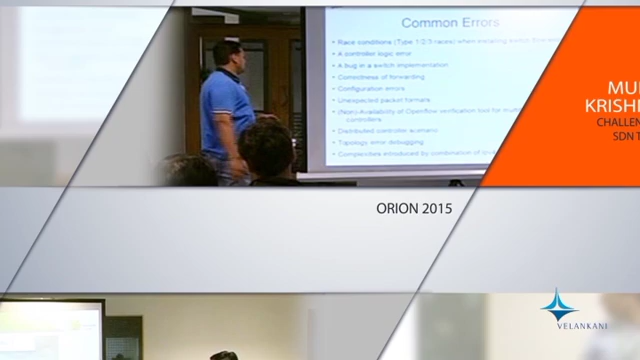 Common Errors
Race conditions (Type 1/2/3 races) when installing
A controller logic error
A bug in a switch implementation
Correctness of forwarding
Configuration errors
Unexpected packet formats
(Non)-Availability of Openflow verification tool for
controllers
Distributed controller scenario
Topology error debugging
Complexities introduced by combination of
MU
KRISH
CHALLEN
SDN T
ORION 2015
VELANKANI